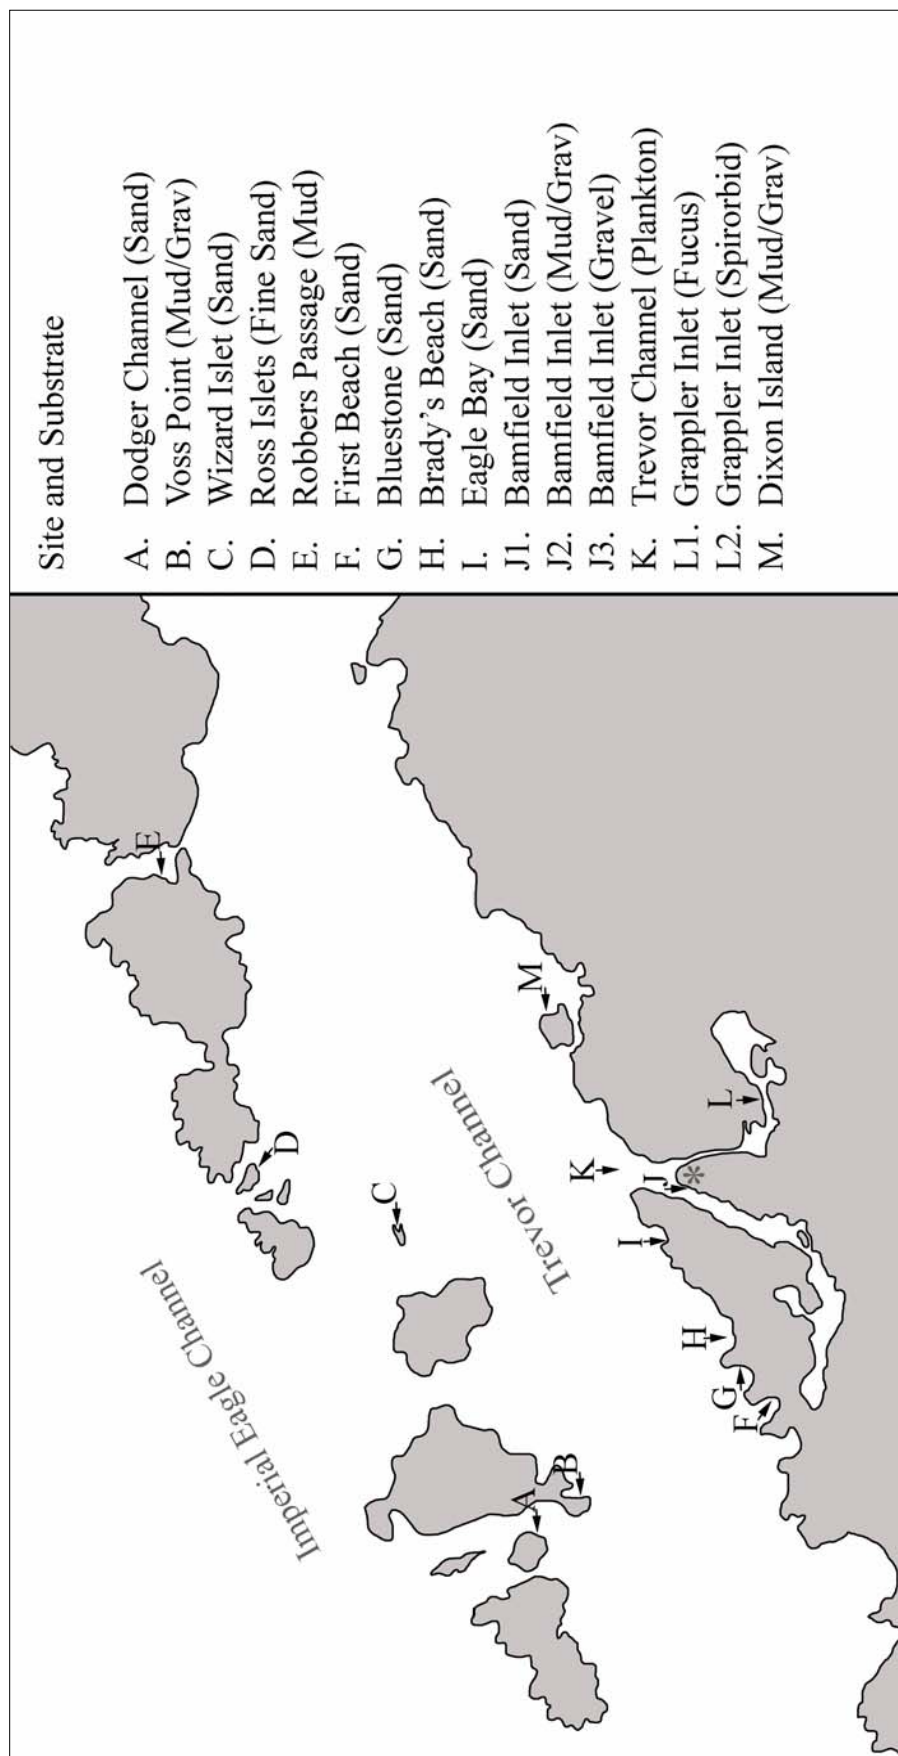 Site and Substrate
A. Dodger Channel (Sand)
B. Voss Point (Mud/Grav)
C. Wizard Islet (Sand)
D. Ross Islets (Fine Sand)
E. Robbers Passage (Mud)
F. First Beach (Sand)
G. Bluestone (Sand)
H. Brady's Beach (Sand)
I. Eagle Bay (Sand)
J1. Bamfield Inlet (Sand)
J2. Bamfield Inlet (Mud/Grav)
J3. Bamfield Inlet (Gravel)
K. Trevor Channel (Plankton)
L1. Grappler Inlet (Fucus)
L2. Grappler Inlet (Spirorbid)
M. Dixon Island (Mud/Grav)
Imperial Eagle Channel
Trevor Channel
E
D
C
M
K
L
J
I
H
G
F
A
B
*